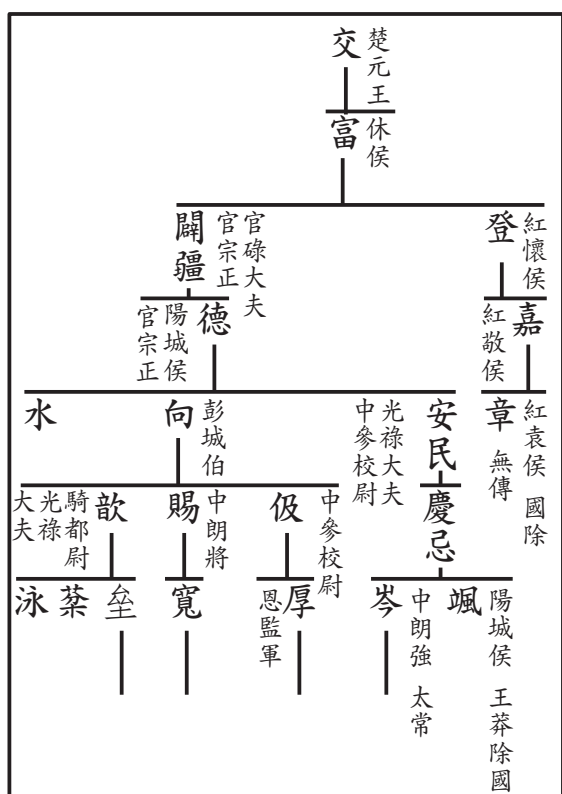 交
楚元王
富
休侯
登
紅懷侯
闢疆
官碌大夫
官宗正
嘉
紅敬侯
德
陽城侯
官宗正
章
無傳
紅袁侯 國除
安民
光祿大夫
中參校尉
向
彭城伯
水
慶忌
伋
中參校尉
賜
中朗將
歆
騎都尉
光祿
大夫
颯
陽城侯 王莽除國
岑
中朗強 太常
厚
恩監軍
寬
垒
棻
泳